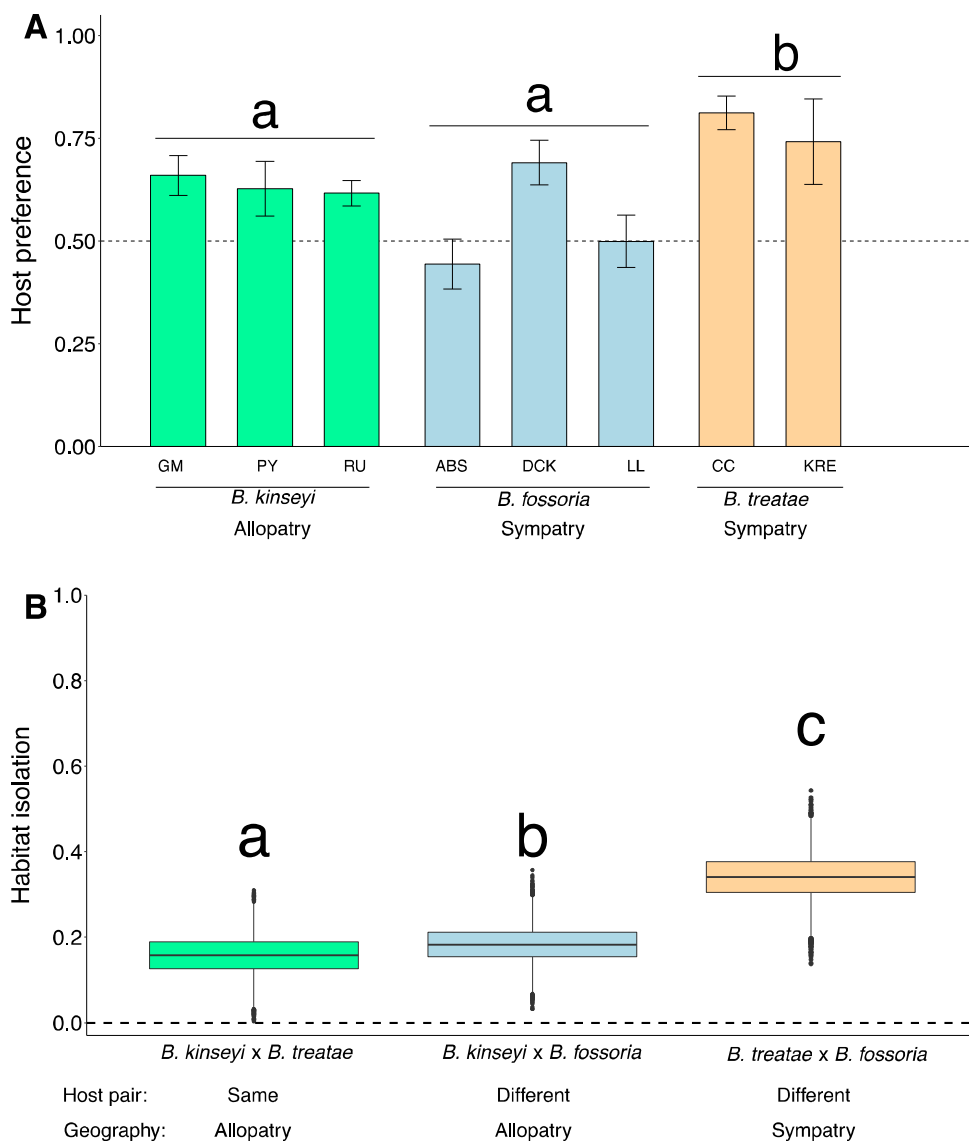 A
1.00
0.75
0.50
0.25
0.00
Host preference
a
a
b
GM PY RU ABS DCK LL CC KRE
B. kinseyi B. fossoria B. treatae
Allopatry Sympatry Sympatry
B
1.0
0.8
0.6
0.4
0.2
0.0
Habitat isolation
a
b
c
B. kinseyi x B. treatae B. kinseyi x B. fossoria B. treatae x B. fossoria
Host pair: Same Different Different
Geography: Allopatry Allopatry Sympatry